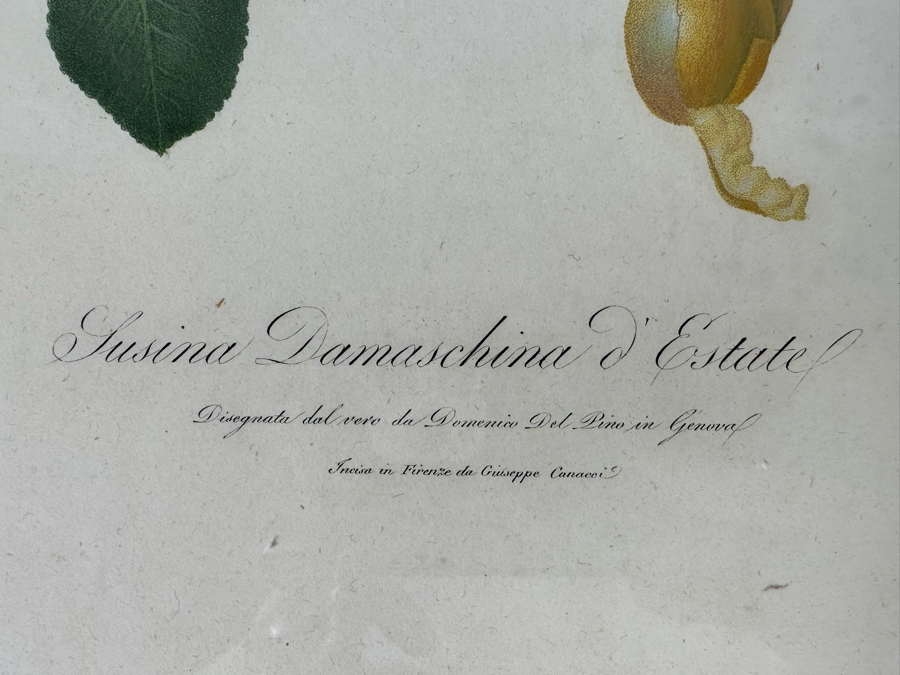 Susina Damaschina d'Estate
Disegnata dal vero da Domenico Del Pino in Genova
Incisa in Firenze da Giuseppe Canacci